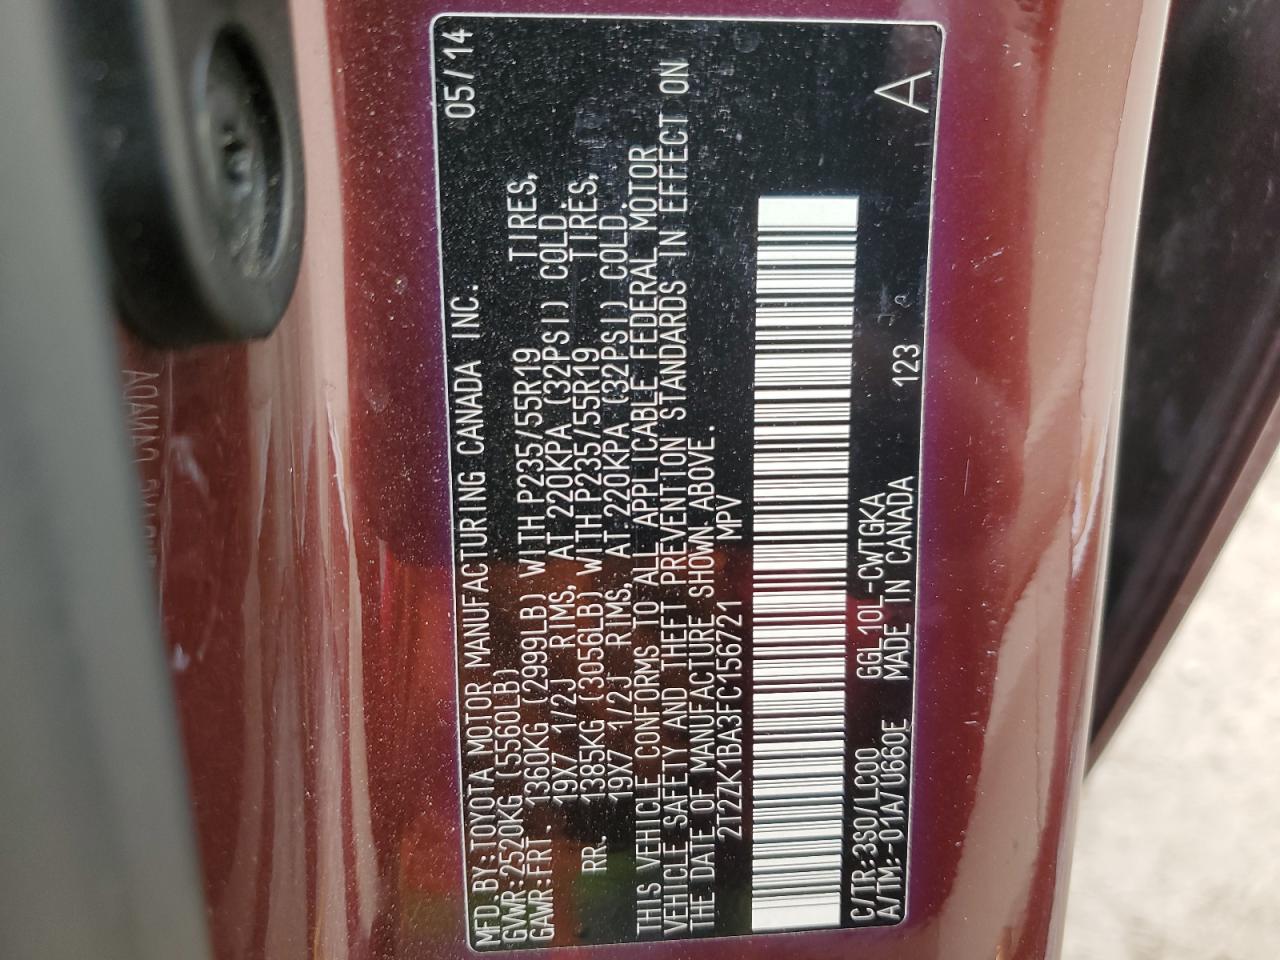 MFD.BY:TOYOTA MOTOR MANUFACTURING CANADA INC. 05/14
GVWR:2520KG (5560LB)
GAWR:FRT. 1360KG (2999LB) WITH P235/55R19 TIRES,
19X7 1/2J RIMS, AT 220KPA (32PSI) COLD.
RR. 1385KG (3056LB) WITH P235/55R19 TIRES,
19X7 1/2J RIMS, AT 220KPA (32PSI) COLD.
THIS VEHICLE CONFORMS TO ALL APPLICABLE FEDERAL MOTOR
VEHICLE SAFETY AND THEFT PREVENTION STANDARDS IN EFFECT ON
THE DATE OF MANUFACTURE SHOWN ABOVE.
2T2ZK1BA3FC156721 MPV
C/TR:3S0/LC00 GGL10L-CWTGKA A
A/TM:-01A/U660E MADE IN CANADA 123